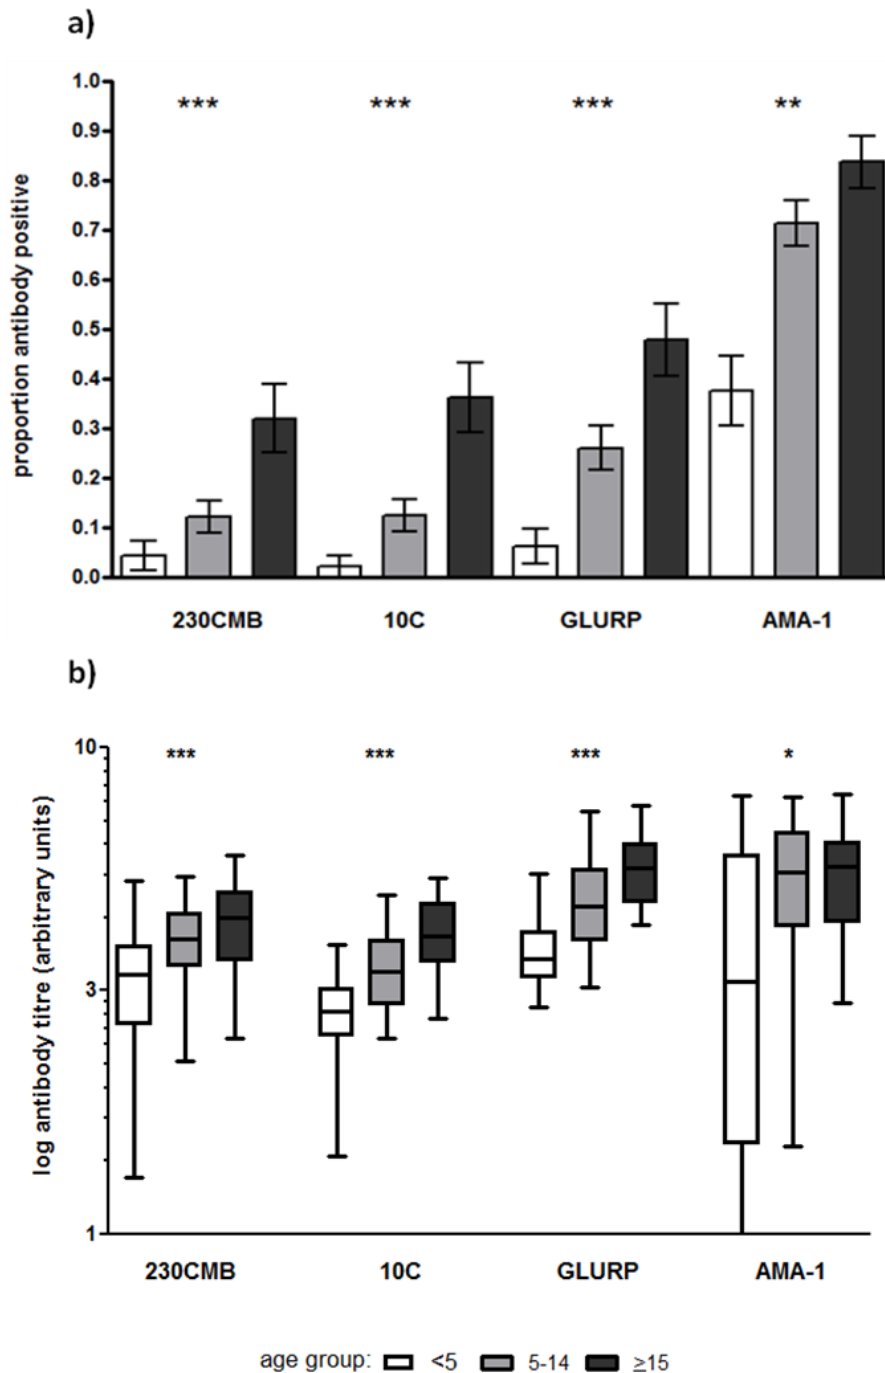 a)
proportion antibody positive
1.0
0.9
0.8
0.7
0.6
0.5
0.4
0.3
0.2
0.1
0.0
*** *** *** **
230CMB 10C GLURP AMA-1
b)
log antibody titre (arbitrary units)
10
3
1
*** *** *** *
230CMB 10C GLURP AMA-1
age group: <5 5-14 ≥15